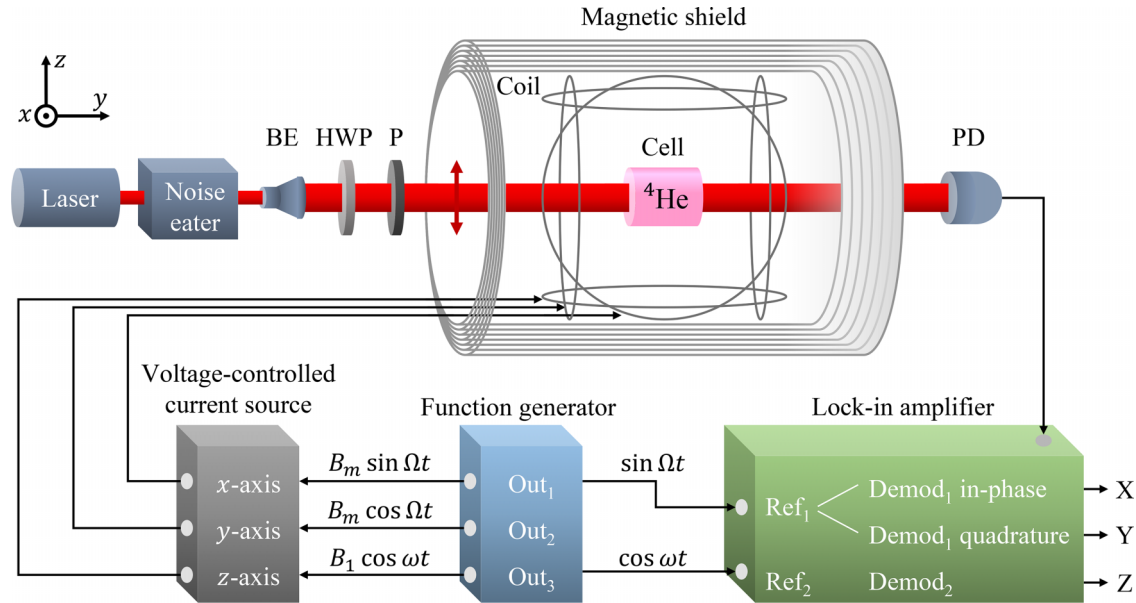 Magnetic shield
z
y
x
Coil
BE
HWP
P
Cell
PD
Laser
Noise
eater
⁴He
Voltage-controlled
current source
Function generator
Lock-in amplifier
x-axis
y-axis
z-axis
Bₘ sin Ωt
Bₘ cos Ωt
B₁ cos ωt
Out₁
Out₂
Out₃
sin Ωt
cos ωt
Ref₁
Demod₁ in-phase
Demod₁ quadrature
Ref₂
Demod₂
X
Y
Z